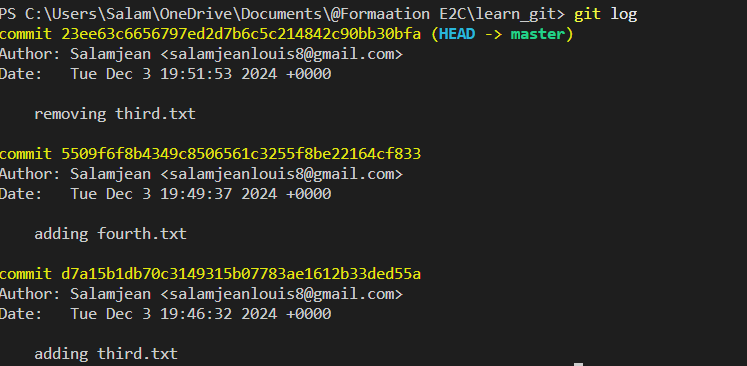 PS C:\Users\Salam\OneDrive\Documents\@Formaation E2C\learn_git> git log
commit 23ee63c6656797ed2d7b6c5c214842c90bb30bfa (HEAD -> master)
Author: Salamjean <salamjeanlouis8@gmail.com>
Date:   Tue Dec 3 19:51:53 2024 +0000
    removing third.txt
commit 5509f6f8b4349c8506561c3255f8be22164cf833
Author: Salamjean <salamjeanlouis8@gmail.com>
Date:   Tue Dec 3 19:49:37 2024 +0000
    adding fourth.txt
commit d7a15b1db70c3149315b07783ae1612b33ded55a
Author: Salamjean <salamjeanlouis8@gmail.com>
Date:   Tue Dec 3 19:46:32 2024 +0000
    adding third.txt